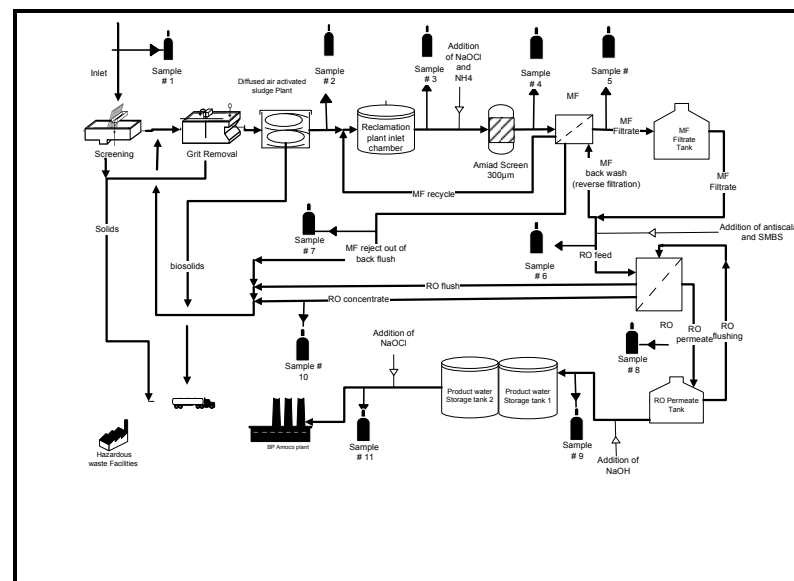 Inlet
Sample
# 1
Diffused air activated
sludge Plant
Sample
# 2
Sample
# 3
Addition
of NaOCl
and
NH4
Sample
# 4
Sample #
5
MF
Screening
Grit Removal
Reclamation
plant inlet
chamber
Amiad Screen
300µm
MF
Filtrate
MF
Filtrate
Tank
MF recycle
MF
back wash
(reverse filtration)
MF
Filtrate
Solids
biosolids
Sample
# 7
MF reject out of
back flush
Sample
# 6
RO feed
Addition of antiscala
and SMBS
RO flush
RO concentrate
RO
RO
permeate
RO
flushing
Sample #
10
Addition of
NaOCl
Sample
# 8
Product water
Storage tank 2
Product water
Storage tank 1
RO Permeate
Tank
BP Amoco plant
Sample
# 11
Sample
# 9
Addition of
NaOH
Hazardous
waste Facilities